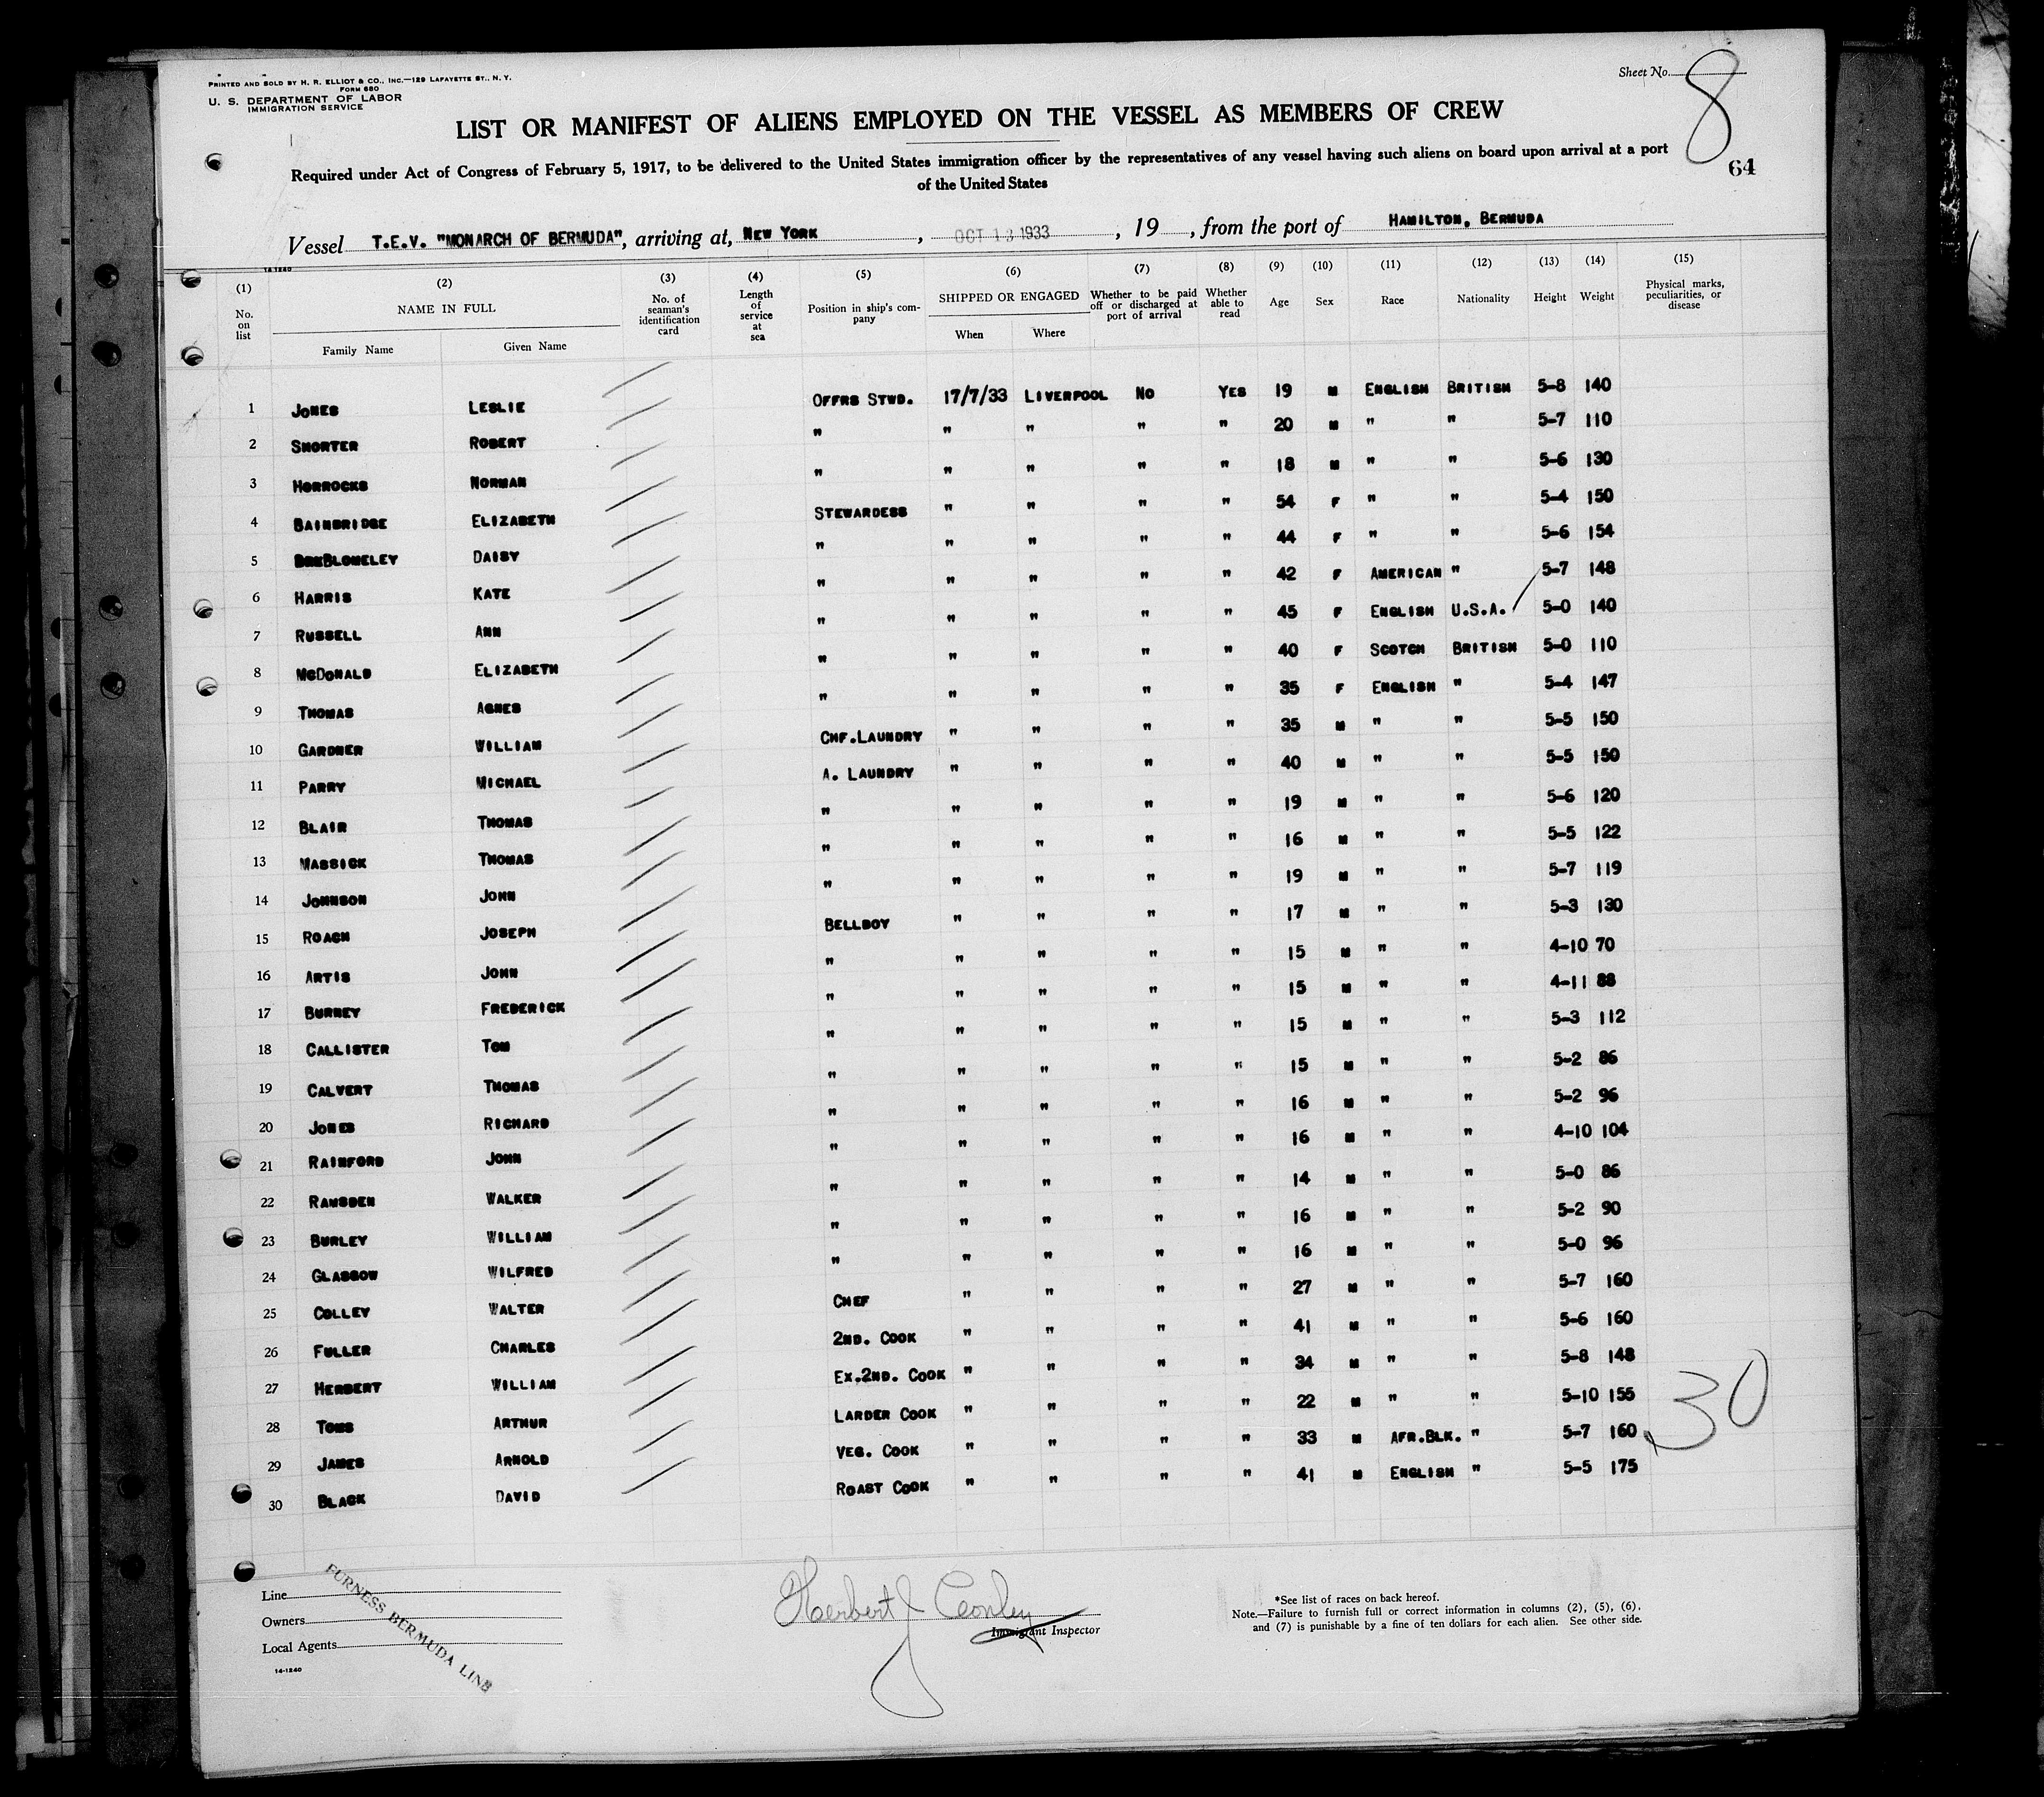 PRINTED AND SOLD BY H. R. ELLIOT & CO., INC.—129 LAFAYETTE ST., N. Y.
FORM 680
U. S. DEPARTMENT OF LABOR
IMMIGRATION SERVICE
Sheet No. 8
64
LIST OR MANIFEST OF ALIENS EMPLOYED ON THE VESSEL AS MEMBERS OF CREW
Required under Act of Congress of February 5, 1917, to be delivered to the United States immigration officer by the representatives of any vessel having such aliens on board upon arrival at a port
of the United States
Vessel T.E.V. "MONARCH OF BERMUDA", arriving at, NEW YORK, OCT 13 1933, 19 , from the port of HAMILTON, BERMUDA
14-1240
(1) No. on list (2) NAME IN FULL Family Name Given Name (3) No. of seaman's identification card (4) Length of service at sea (5) Position in ship's company (6) SHIPPED OR ENGAGED When Where (7) Whether to be paid off or discharged at port of arrival (8) Whether able to read (9) Age (10) Sex (11) Race (12) Nationality (13) Height (14) Weight (15) Physical marks, peculiarities, or disease
1 JONES LESLIE OFFRS STWD. 17/7/33 LIVERPOOL NO YES 19 M ENGLISH BRITISH 5-8 140
2 SHORTER ROBERT " " " " " 20 M " " 5-7 110
3 HORROCKS NORMAN " " " " " 18 M " " 5-6 130
4 BAINBRIDGE ELIZABETH STEWARDESS " " " " 54 F " " 5-4 150
5 BLOMELEY DAISY " " " " " 44 F " " 5-6 154
6 HARRIS KATE " " " " " 42 F AMERICAN " 5-7 148
7 RUSSELL ANN " " " " " 45 F ENGLISH U.S.A. 5-0 140
8 MCDONALD ELIZABETH " " " " " 40 F SCOTCH BRITISH 5-0 110
9 THOMAS AGNES " " " " " 35 F ENGLISH " 5-4 147
10 GARDNER WILLIAM CHF.LAUNDRY " " " " 35 M " " 5-5 150
11 PARRY MICHAEL A. LAUNDRY " " " " 40 M " " 5-5 150
12 BLAIR THOMAS " " " " " 19 M " " 5-6 120
13 MASSICK THOMAS " " " " " 16 M " " 5-5 122
14 JOHNSON JOHN " " " " " 19 M " " 5-7 119
15 ROACH JOSEPH BELLBOY " " " " 17 M " " 5-3 130
16 ARTIS JOHN " " " " " 15 M " " 4-10 70
17 BURNEY FREDERICK " " " " " 15 M " " 4-11 88
18 CALLISTER TOM " " " " " 15 M " " 5-3 112
19 CALVERT THOMAS " " " " " 15 M " " 5-2 86
20 JONES RICHARD " " " " " 16 M " " 5-2 96
21 RAINFORD JOHN " " " " " 16 M " " 4-10 104
22 RAMSDEN WALKER " " " " " 14 M " " 5-0 86
23 BURLEY WILLIAM " " " " " 16 M " " 5-2 90
24 GLASGOW WILFRED " " " " " 16 M " " 5-0 96
25 COLLEY WALTER CHEF " " " " 27 M " " 5-7 160
26 FULLER CHARLES 2ND. COOK " " " " 41 M " " 5-6 160
27 HERBERT WILLIAM EX.2ND. COOK " " " " 34 M " " 5-8 148
28 TOMS ARTHUR LARDER COOK " " " " 22 M " " 5-10 155
29 JAMES ARNOLD VEG. COOK " " " " 33 M AFR.BLK. " 5-7 160
30 BLACK DAVID ROAST COOK " " " " 41 M ENGLISH " 5-5 175
30
Line
Owners
Local Agents
14-1240
FURNESS BERMUDA LINE
Herbert J
Immigrant Inspector
*See list of races on back hereof.
Note.—Failure to furnish full or correct information in columns (2), (5), (6),
and (7) is punishable by a fine of ten dollars for each alien. See other side.